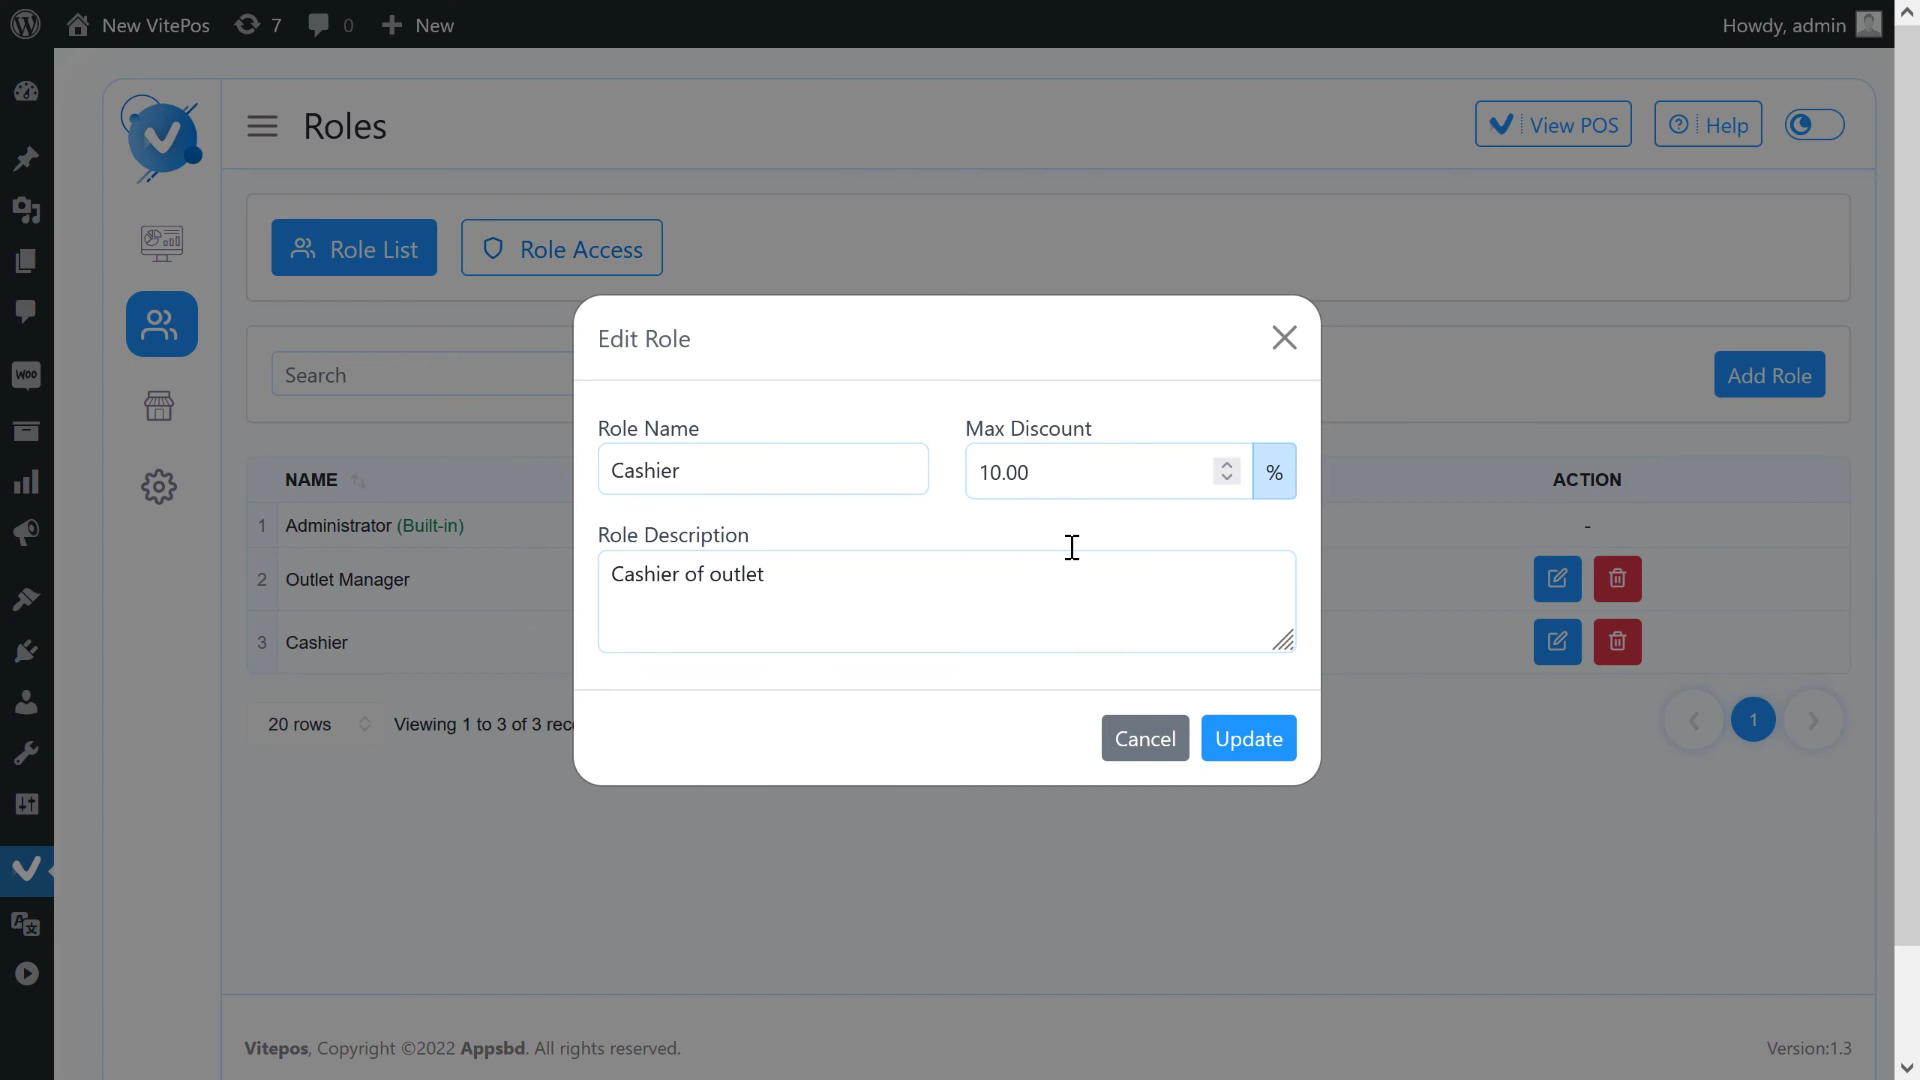 New VitePos 7 0 New Howdy, admin
Roles View POS Help
Role List Role Access
Edit Role
Search Add Role
Role Name Max Discount
Cashier 10.00 %
NAME ACTION
1 Administrator (Built-in) -
Role Description
Cashier of outlet
2 Outlet Manager
3 Cashier
20 rows Viewing 1 to 3 of 3 rec 1
Cancel Update
Vitepos, Copyright ©2022 Appsbd. All rights reserved. Version:1.3
Woo